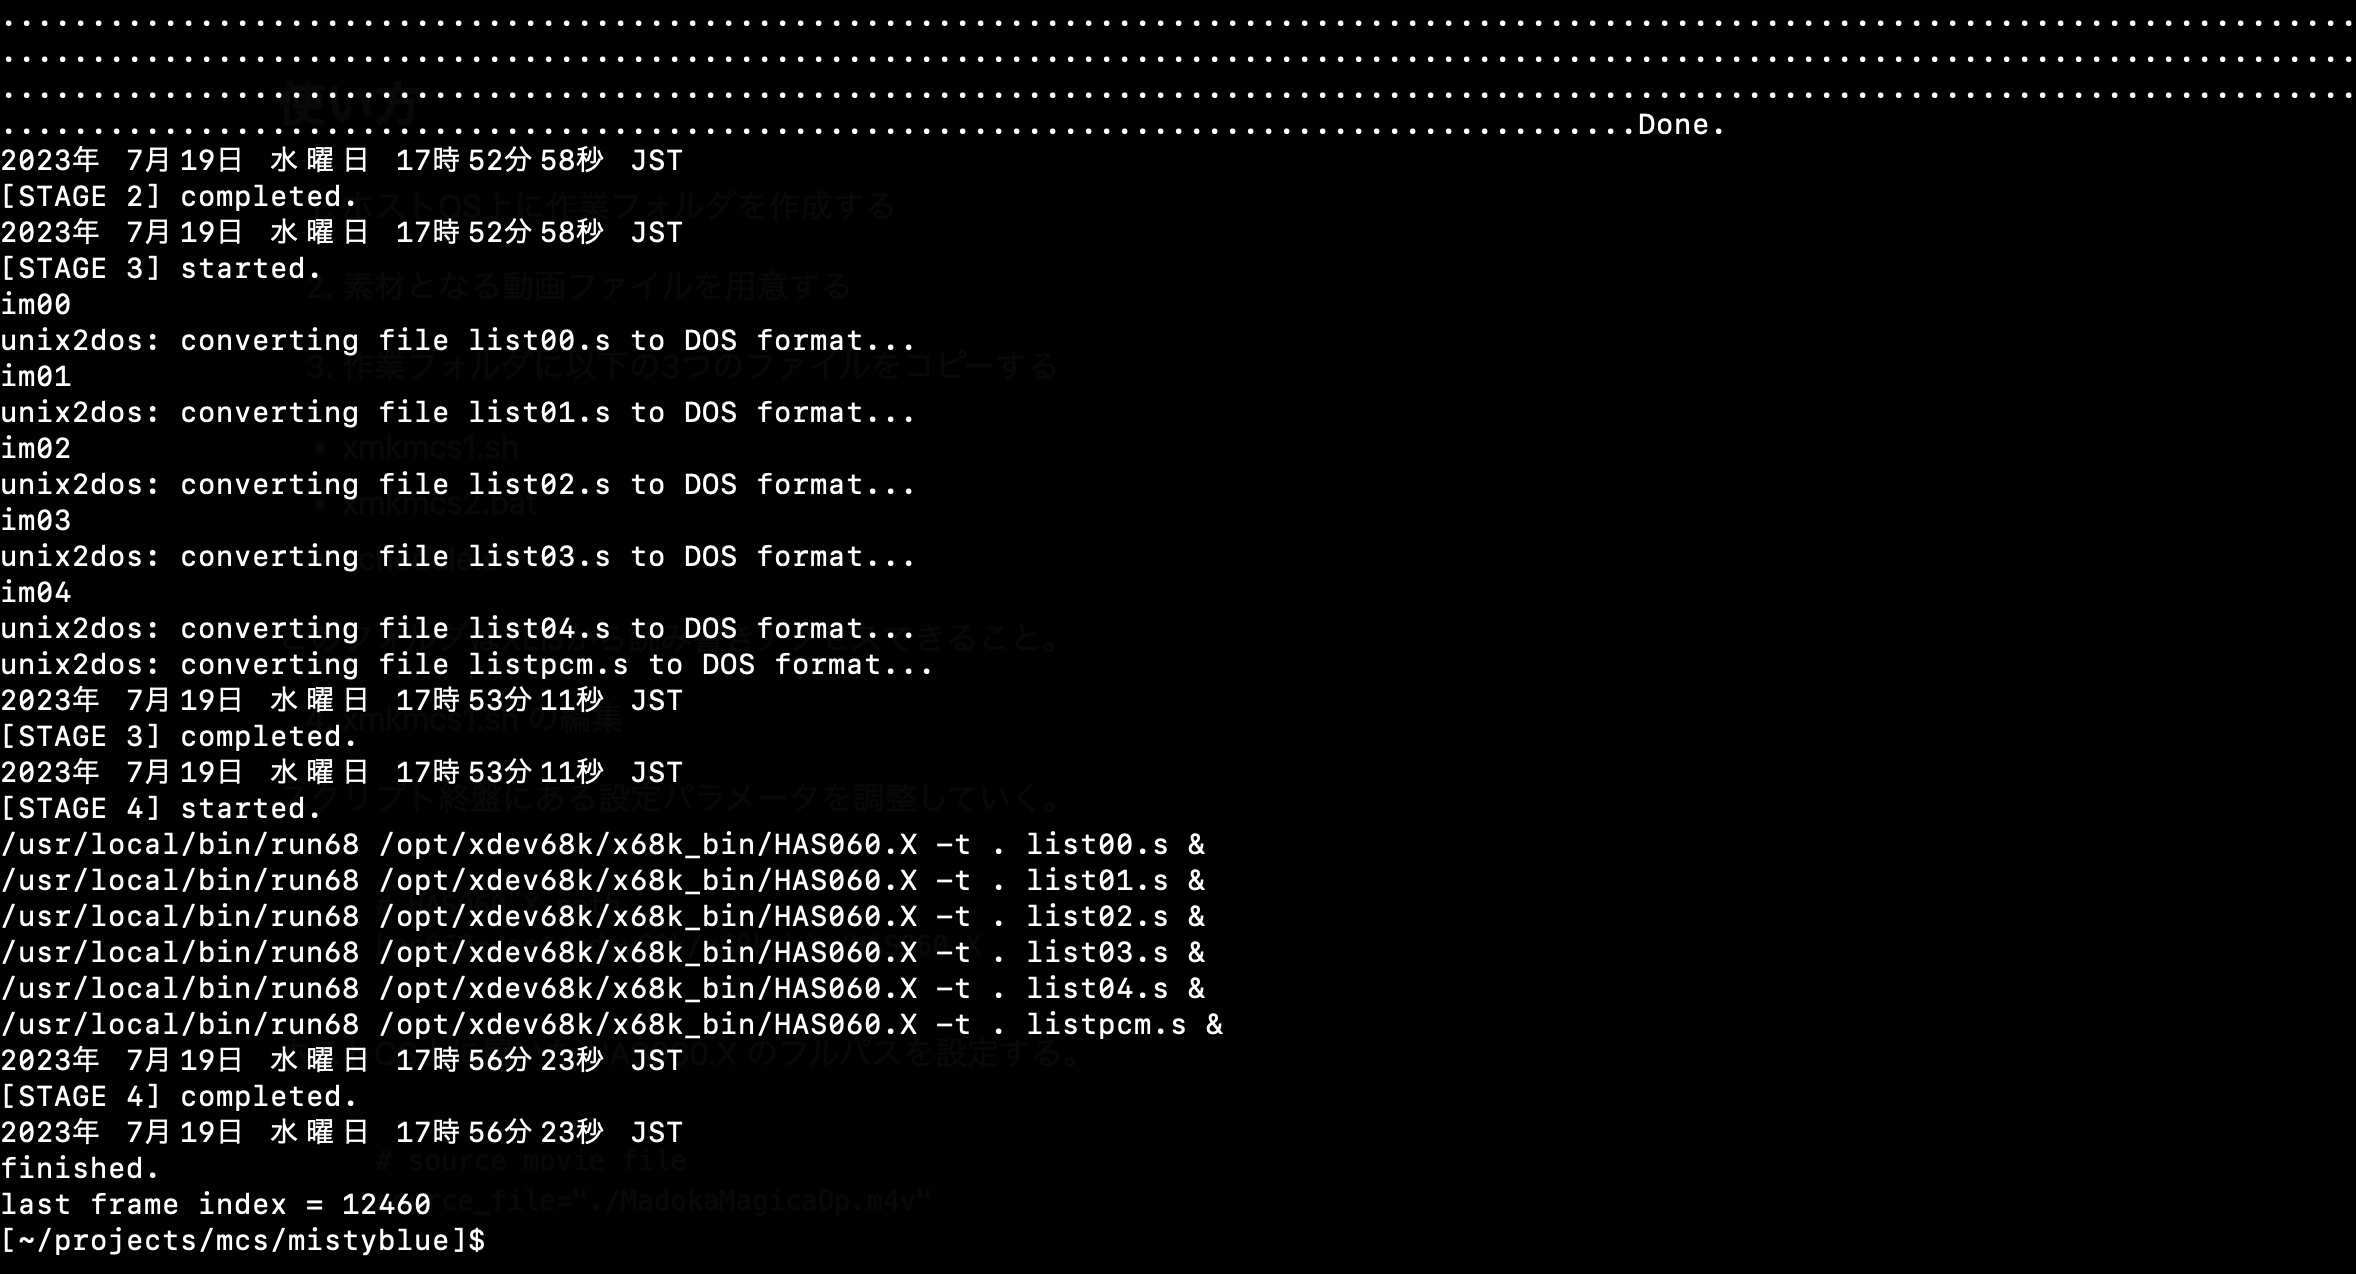 ....................................................................................................................................
....................................................................................................................................
....................................................................................................................................
...........................................................................................Done.
2023年 7月19日 水曜日 17時52分58秒 JST
[STAGE 2] completed.
2023年 7月19日 水曜日 17時52分58秒 JST
[STAGE 3] started.
im00
unix2dos: converting file list00.s to DOS format...
im01
unix2dos: converting file list01.s to DOS format...
im02
unix2dos: converting file list02.s to DOS format...
im03
unix2dos: converting file list03.s to DOS format...
im04
unix2dos: converting file list04.s to DOS format...
unix2dos: converting file listpcm.s to DOS format...
2023年 7月19日 水曜日 17時53分11秒 JST
[STAGE 3] completed.
2023年 7月19日 水曜日 17時53分11秒 JST
[STAGE 4] started.
/usr/local/bin/run68 /opt/xdev68k/x68k_bin/HAS060.X -t . list00.s &
/usr/local/bin/run68 /opt/xdev68k/x68k_bin/HAS060.X -t . list01.s &
/usr/local/bin/run68 /opt/xdev68k/x68k_bin/HAS060.X -t . list02.s &
/usr/local/bin/run68 /opt/xdev68k/x68k_bin/HAS060.X -t . list03.s &
/usr/local/bin/run68 /opt/xdev68k/x68k_bin/HAS060.X -t . list04.s &
/usr/local/bin/run68 /opt/xdev68k/x68k_bin/HAS060.X -t . listpcm.s &
2023年 7月19日 水曜日 17時56分23秒 JST
[STAGE 4] completed.
2023年 7月19日 水曜日 17時56分23秒 JST
finished.
last frame index = 12460
[~/projects/mcs/mistyblue]$